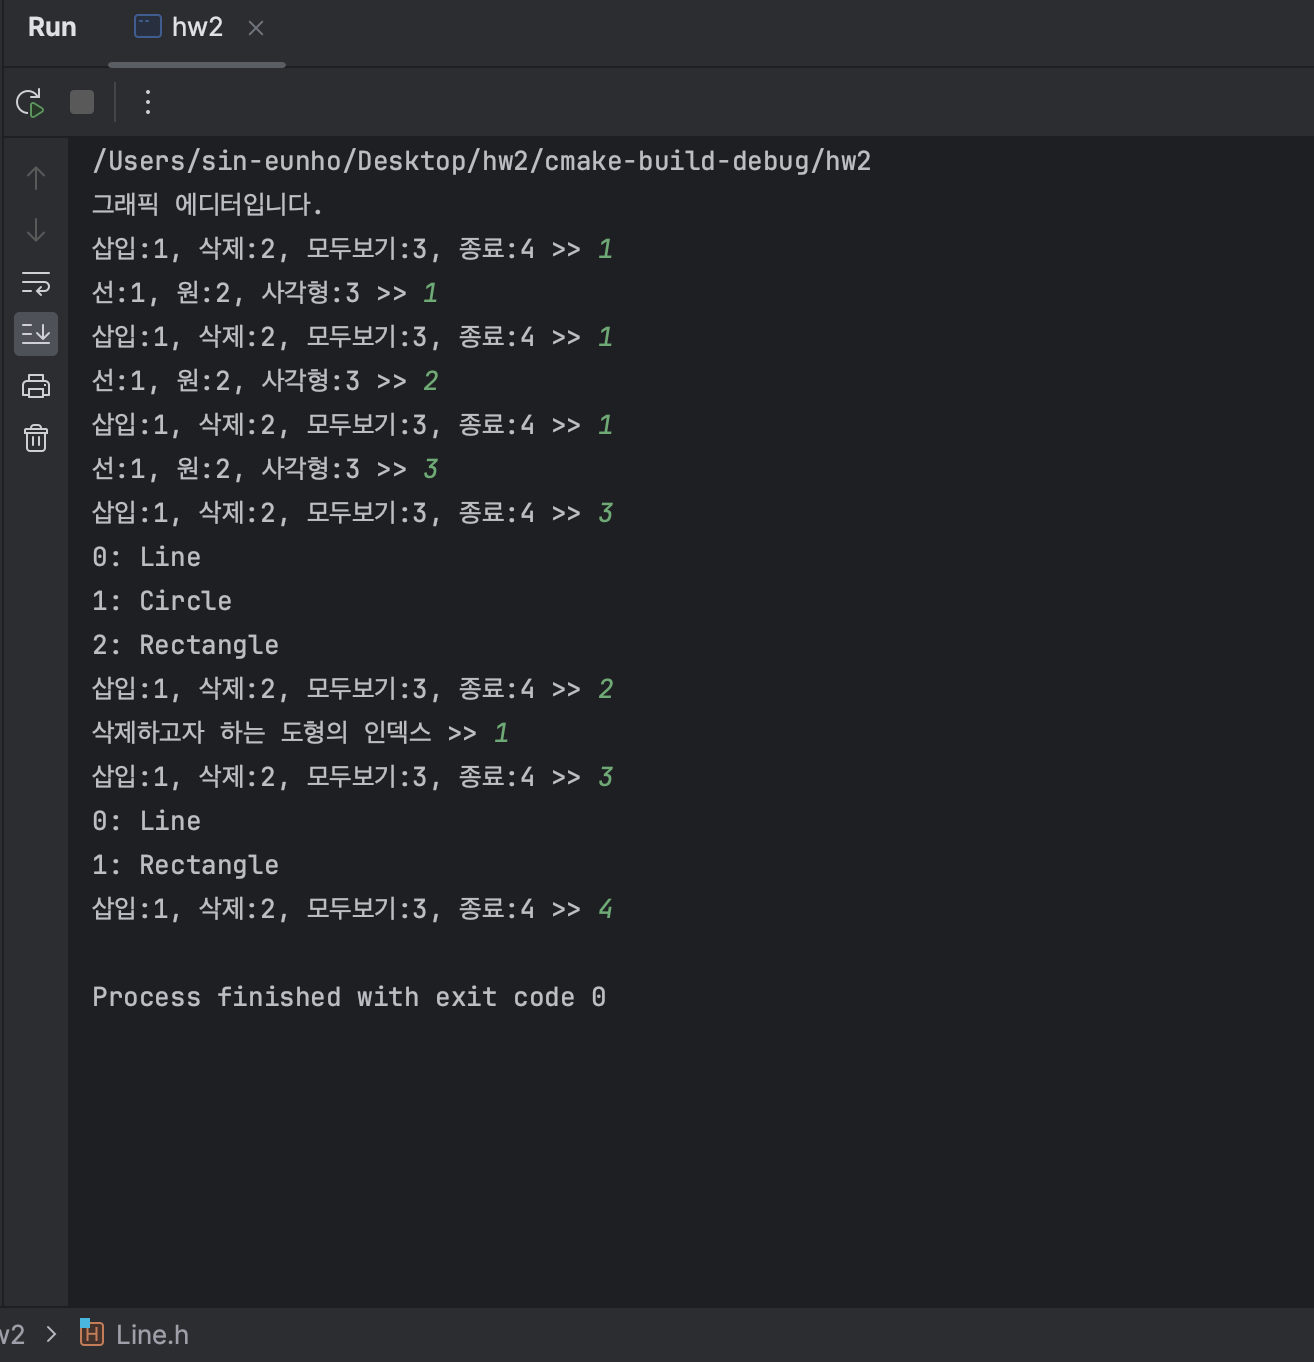 Run hw2
/Users/sin-eunho/Desktop/hw2/cmake-build-debug/hw2
그래픽 에디터입니다.
삽입:1, 삭제:2, 모두보기:3, 종료:4 >> 1
선:1, 원:2, 사각형:3 >> 1
삽입:1, 삭제:2, 모두보기:3, 종료:4 >> 1
선:1, 원:2, 사각형:3 >> 2
삽입:1, 삭제:2, 모두보기:3, 종료:4 >> 1
선:1, 원:2, 사각형:3 >> 3
삽입:1, 삭제:2, 모두보기:3, 종료:4 >> 3
0: Line
1: Circle
2: Rectangle
삽입:1, 삭제:2, 모두보기:3, 종료:4 >> 2
삭제하고자 하는 도형의 인덱스 >> 1
삽입:1, 삭제:2, 모두보기:3, 종료:4 >> 3
0: Line
1: Rectangle
삽입:1, 삭제:2, 모두보기:3, 종료:4 >> 4
Process finished with exit code 0
w2 > Line.h